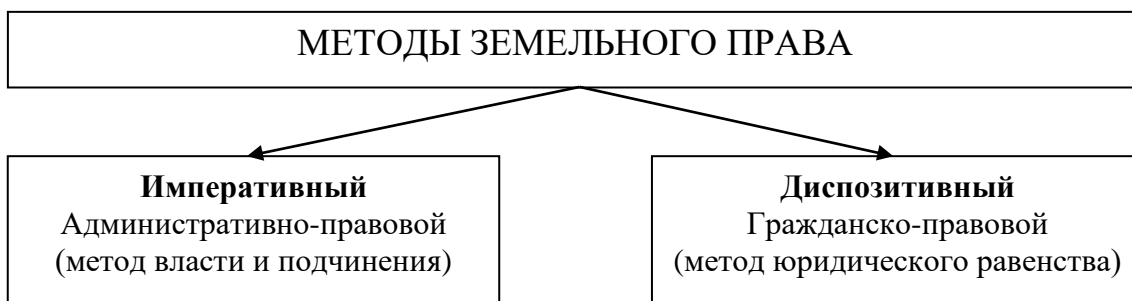 МЕТОДЫ ЗЕМЕЛЬНОГО ПРАВА
Императивный
Административно-правовой
(метод власти и подчинения)
Диспозитивный
Гражданско-правовой
(метод юридического равенства)